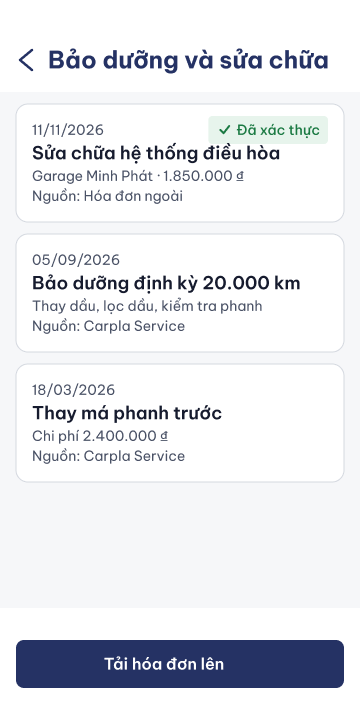 Bảo dưỡng và sửa chữa
11/11/2026
Đã xác thực
Sửa chữa hệ thống điều hòa
Garage Minh Phát · 1.850.000 ₫
Nguồn: Hóa đơn ngoài
05/09/2026
Bảo dưỡng định kỳ 20.000 km
Thay dầu, lọc dầu, kiểm tra phanh
Nguồn: Carpla Service
18/03/2026
Thay má phanh trước
Chi phí 2.400.000 ₫
Nguồn: Carpla Service
Tải hóa đơn lên